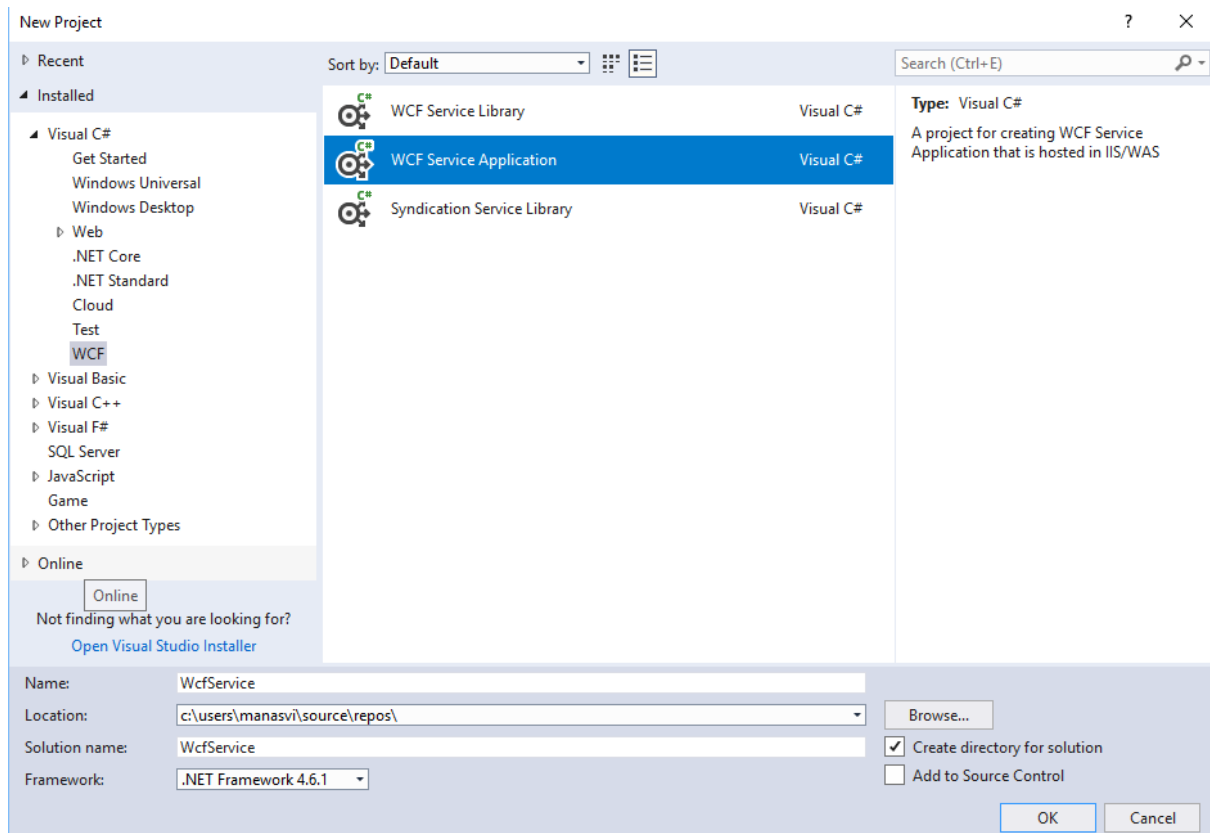 New Project
?
Recent
Installed
Visual C#
Get Started
Windows Universal
Windows Desktop
Web
.NET Core
.NET Standard
Cloud
Test
WCF
Visual Basic
Visual C++
Visual F#
SQL Server
JavaScript
Game
Other Project Types
Online
Online
Not finding what you are looking for?
Open Visual Studio Installer
Sort by: Default
C#
WCF Service Library Visual C#
C#
WCF Service Application Visual C#
C#
Syndication Service Library Visual C#
Search (Ctrl+E)
Type: Visual C#
A project for creating WCF Service
Application that is hosted in IIS/WAS
Name: WcfService
Location: c:\users\manasvi\source\repos\ Browse...
Solution name: WcfService Create directory for solution
Framework: .NET Framework 4.6.1 Add to Source Control
OK Cancel